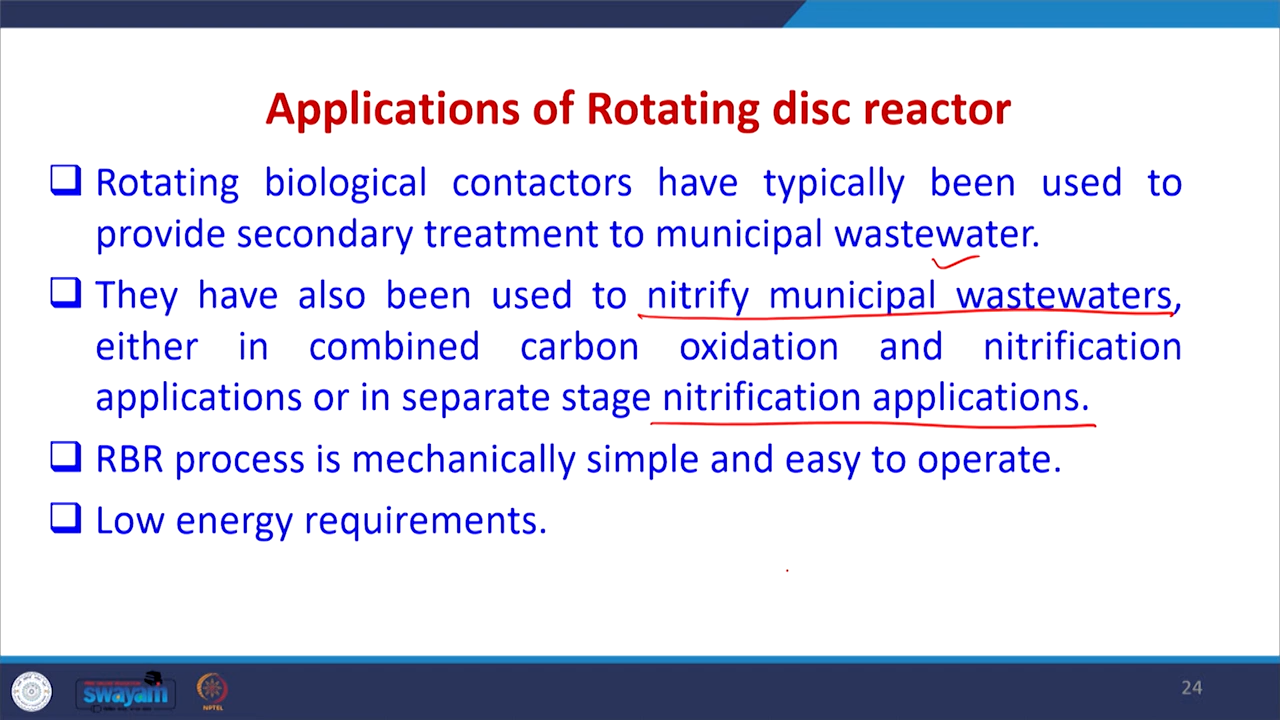 Applications of Rotating disc reactor
Rotating biological contactors have typically been used to
provide secondary treatment to municipal wastewater.
They have also been used to nitrify municipal wastewaters,
either in combined carbon oxidation and nitrification
applications or in separate stage nitrification applications.
RBR process is mechanically simple and easy to operate.
Low energy requirements.
swayam
NPTEL
24